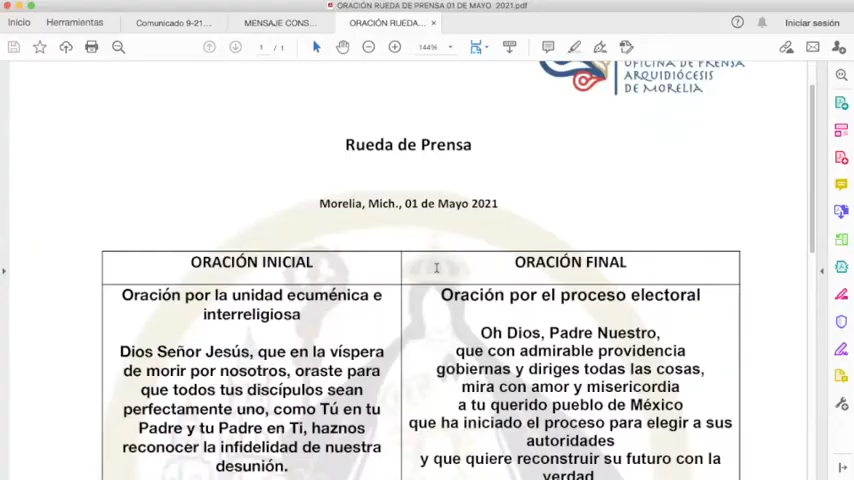 ORACIÓN RUEDA DE PRENSA 01 DE MAYO 2021.pdf
Inicio
Herramientas
Comunicado 9-21...
MENSAJE CONS...
ORACIÓN RUEDA... ×
Iniciar sesión
1 / 1
144%
OFICINA DE PRENSA
ARQUIDIÓCESIS
DE MORELIA
Rueda de Prensa
Morelia, Mich., 01 de Mayo 2021
ORACIÓN INICIAL
Oración por la unidad ecuménica e
interreligiosa
Dios Señor Jesús, que en la víspera
de morir por nosotros, oraste para
que todos tus discípulos sean
perfectamente uno, como Tú en tu
Padre y tu Padre en Ti, haznos
reconocer la infidelidad de nuestra
desunión.
ORACIÓN FINAL
Oración por el proceso electoral
Oh Dios, Padre Nuestro,
que con admirable providencia
gobiernas y diriges todas las cosas,
mira con amor y misericordia
a tu querido pueblo de México
que ha iniciado el proceso para elegir a sus
autoridades
y que quiere reconstruir su futuro con la
verdad